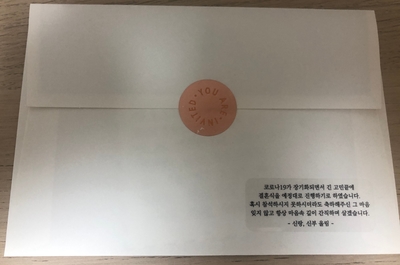 YOU ARE INVITED
코로나19가 장기화되면서 긴 고민끝에
결혼식을 예정대로 진행하기로 하였습니다.
혹시 참석하시지 못하시더라도 축하해주신 그 마음
잊지 않고 항상 마음속 깊이 간직하며 살겠습니다.
- 신랑, 신부 올림 -